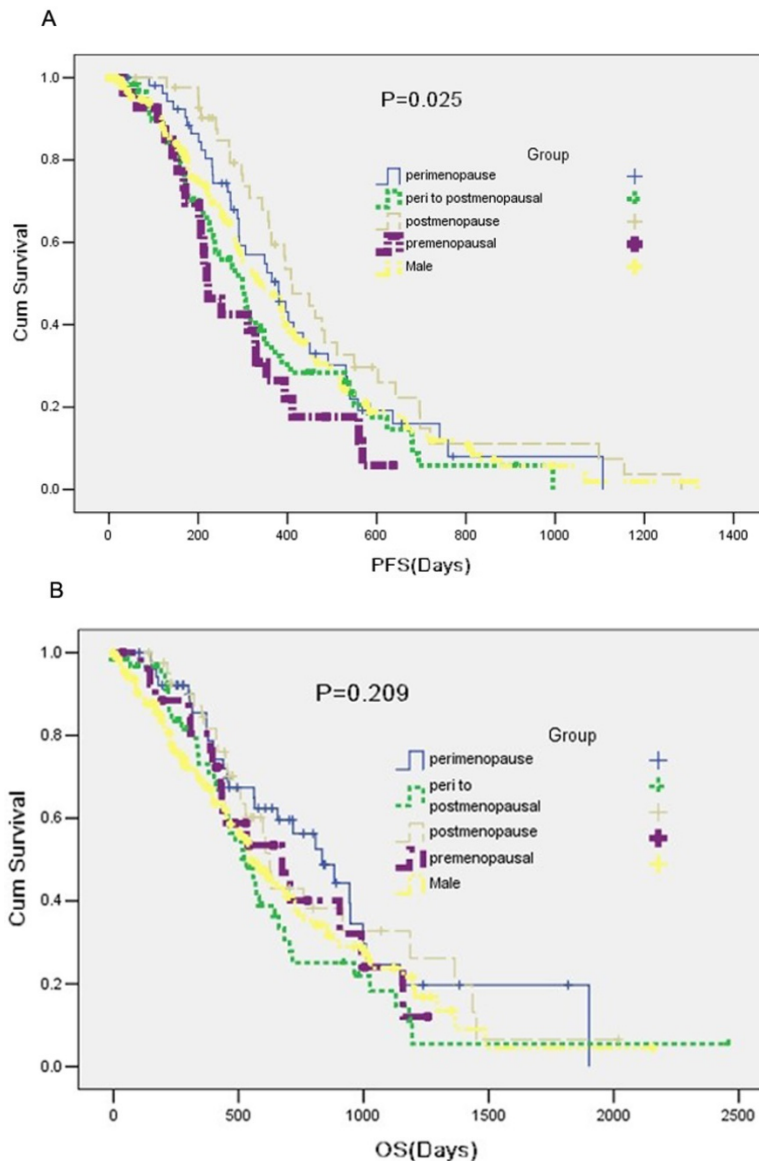 A
P=0.025
Group
perimenopause
peri to postmenopausal
postmenopause
premenopausal
Male
Cum Survival
1.0
0.8
0.6
0.4
0.2
0.0
0 200 400 600 800 1000 1200 1400
PFS(Days)
B
P=0.209
Group
perimenopause
peri to
postmenopausal
postmenopause
premenopausal
Male
Cum Survival
1.0
0.8
0.6
0.4
0.2
0.0
0 500 1000 1500 2000 2500
OS(Days)